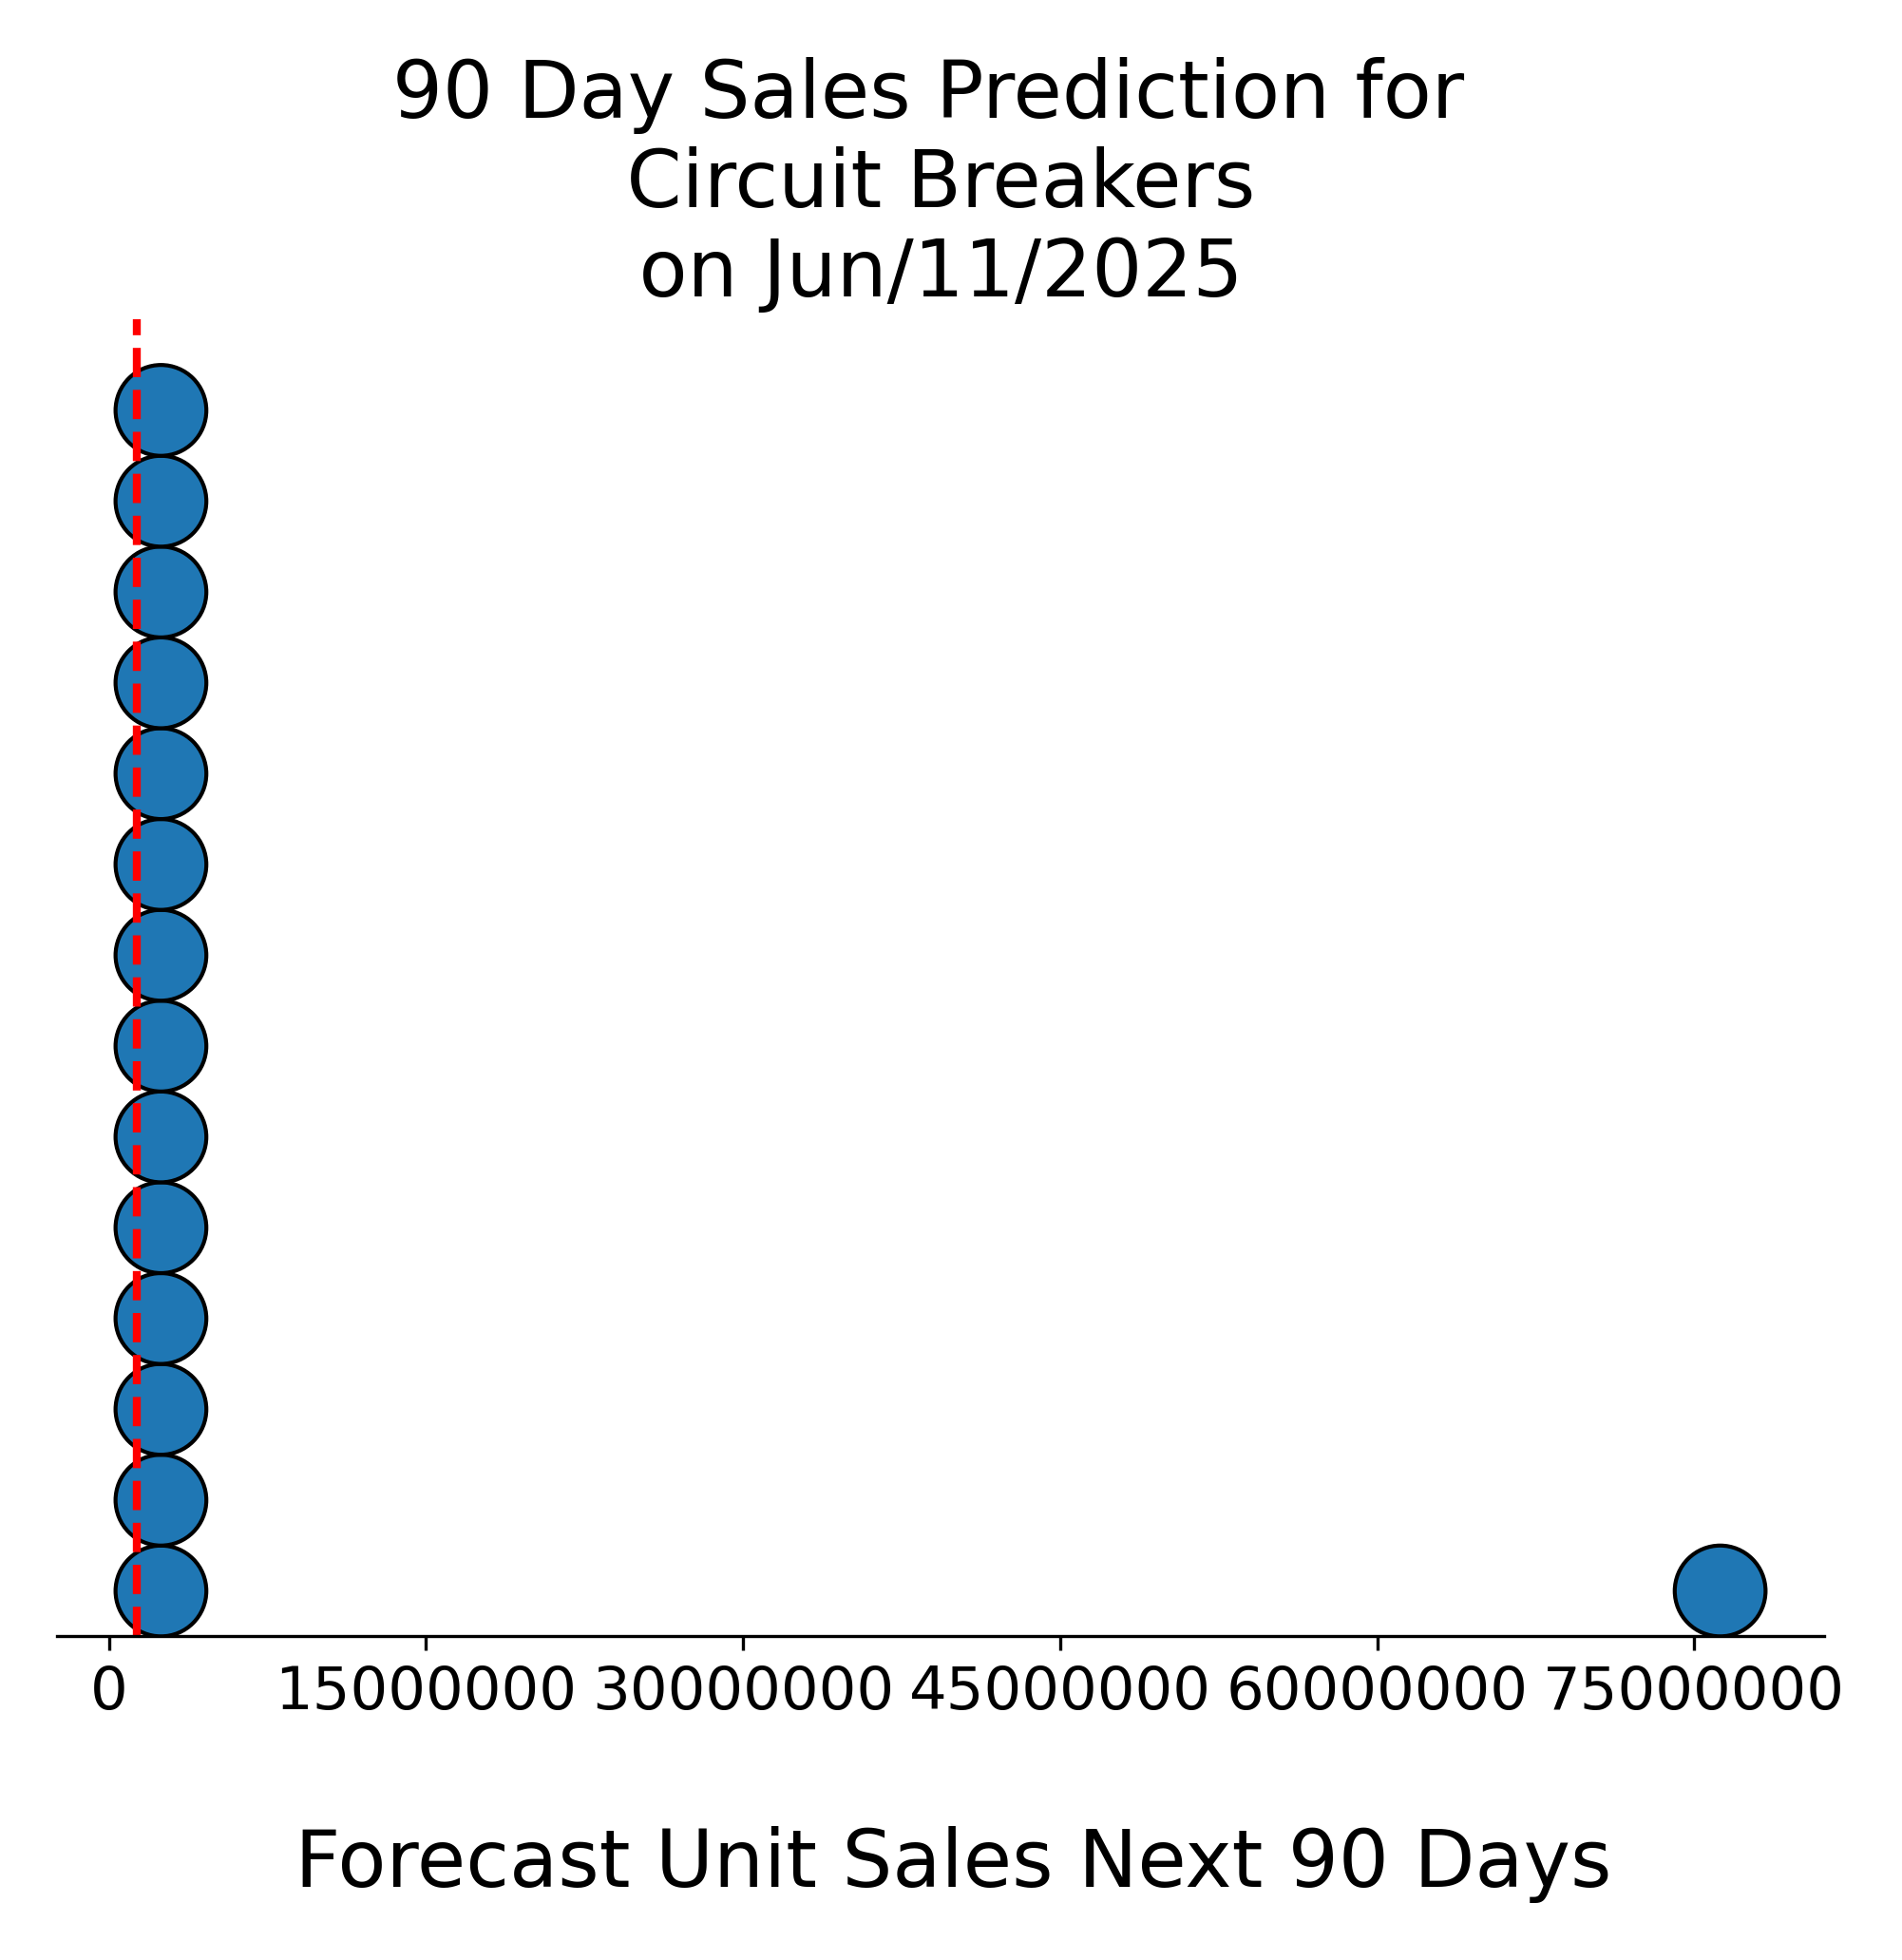 90 Day Sales Prediction for
Circuit Breakers
on Jun/11/2025
0 15000000 30000000 45000000 60000000 75000000
Forecast Unit Sales Next 90 Days